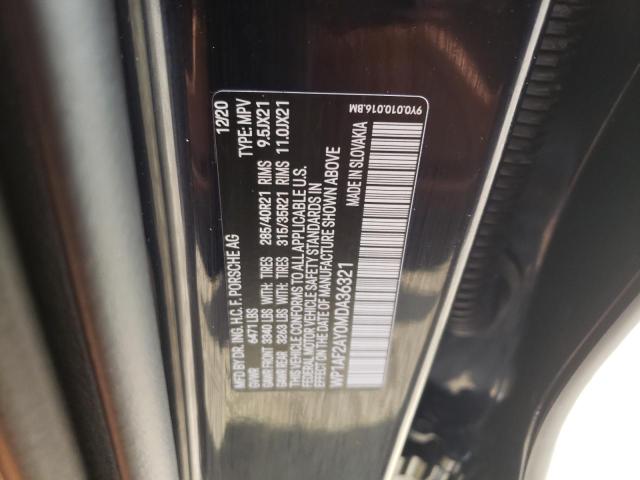 MFD BY DR. ING. H.C. F. PORSCHE AG 12/20
GVWR 6471 LBS TYPE: MPV
GAWR FRONT 3340 LBS WITH: TIRES 285/40R21 RIMS 9.5JX21
GAWR REAR 3263 LBS WITH: TIRES 315/35R21 RIMS 11.0JX21
THIS VEHICLE CONFORMS TO ALL APPLICABLE U.S.
FEDERAL MOTOR VEHICLE SAFETY STANDARDS IN
EFFECT ON THE DATE OF MANUFACTURE SHOWN ABOVE
MADE IN SLOVAKIA
WP1AF2AY0MDA36321 9Y0.010.016.BM